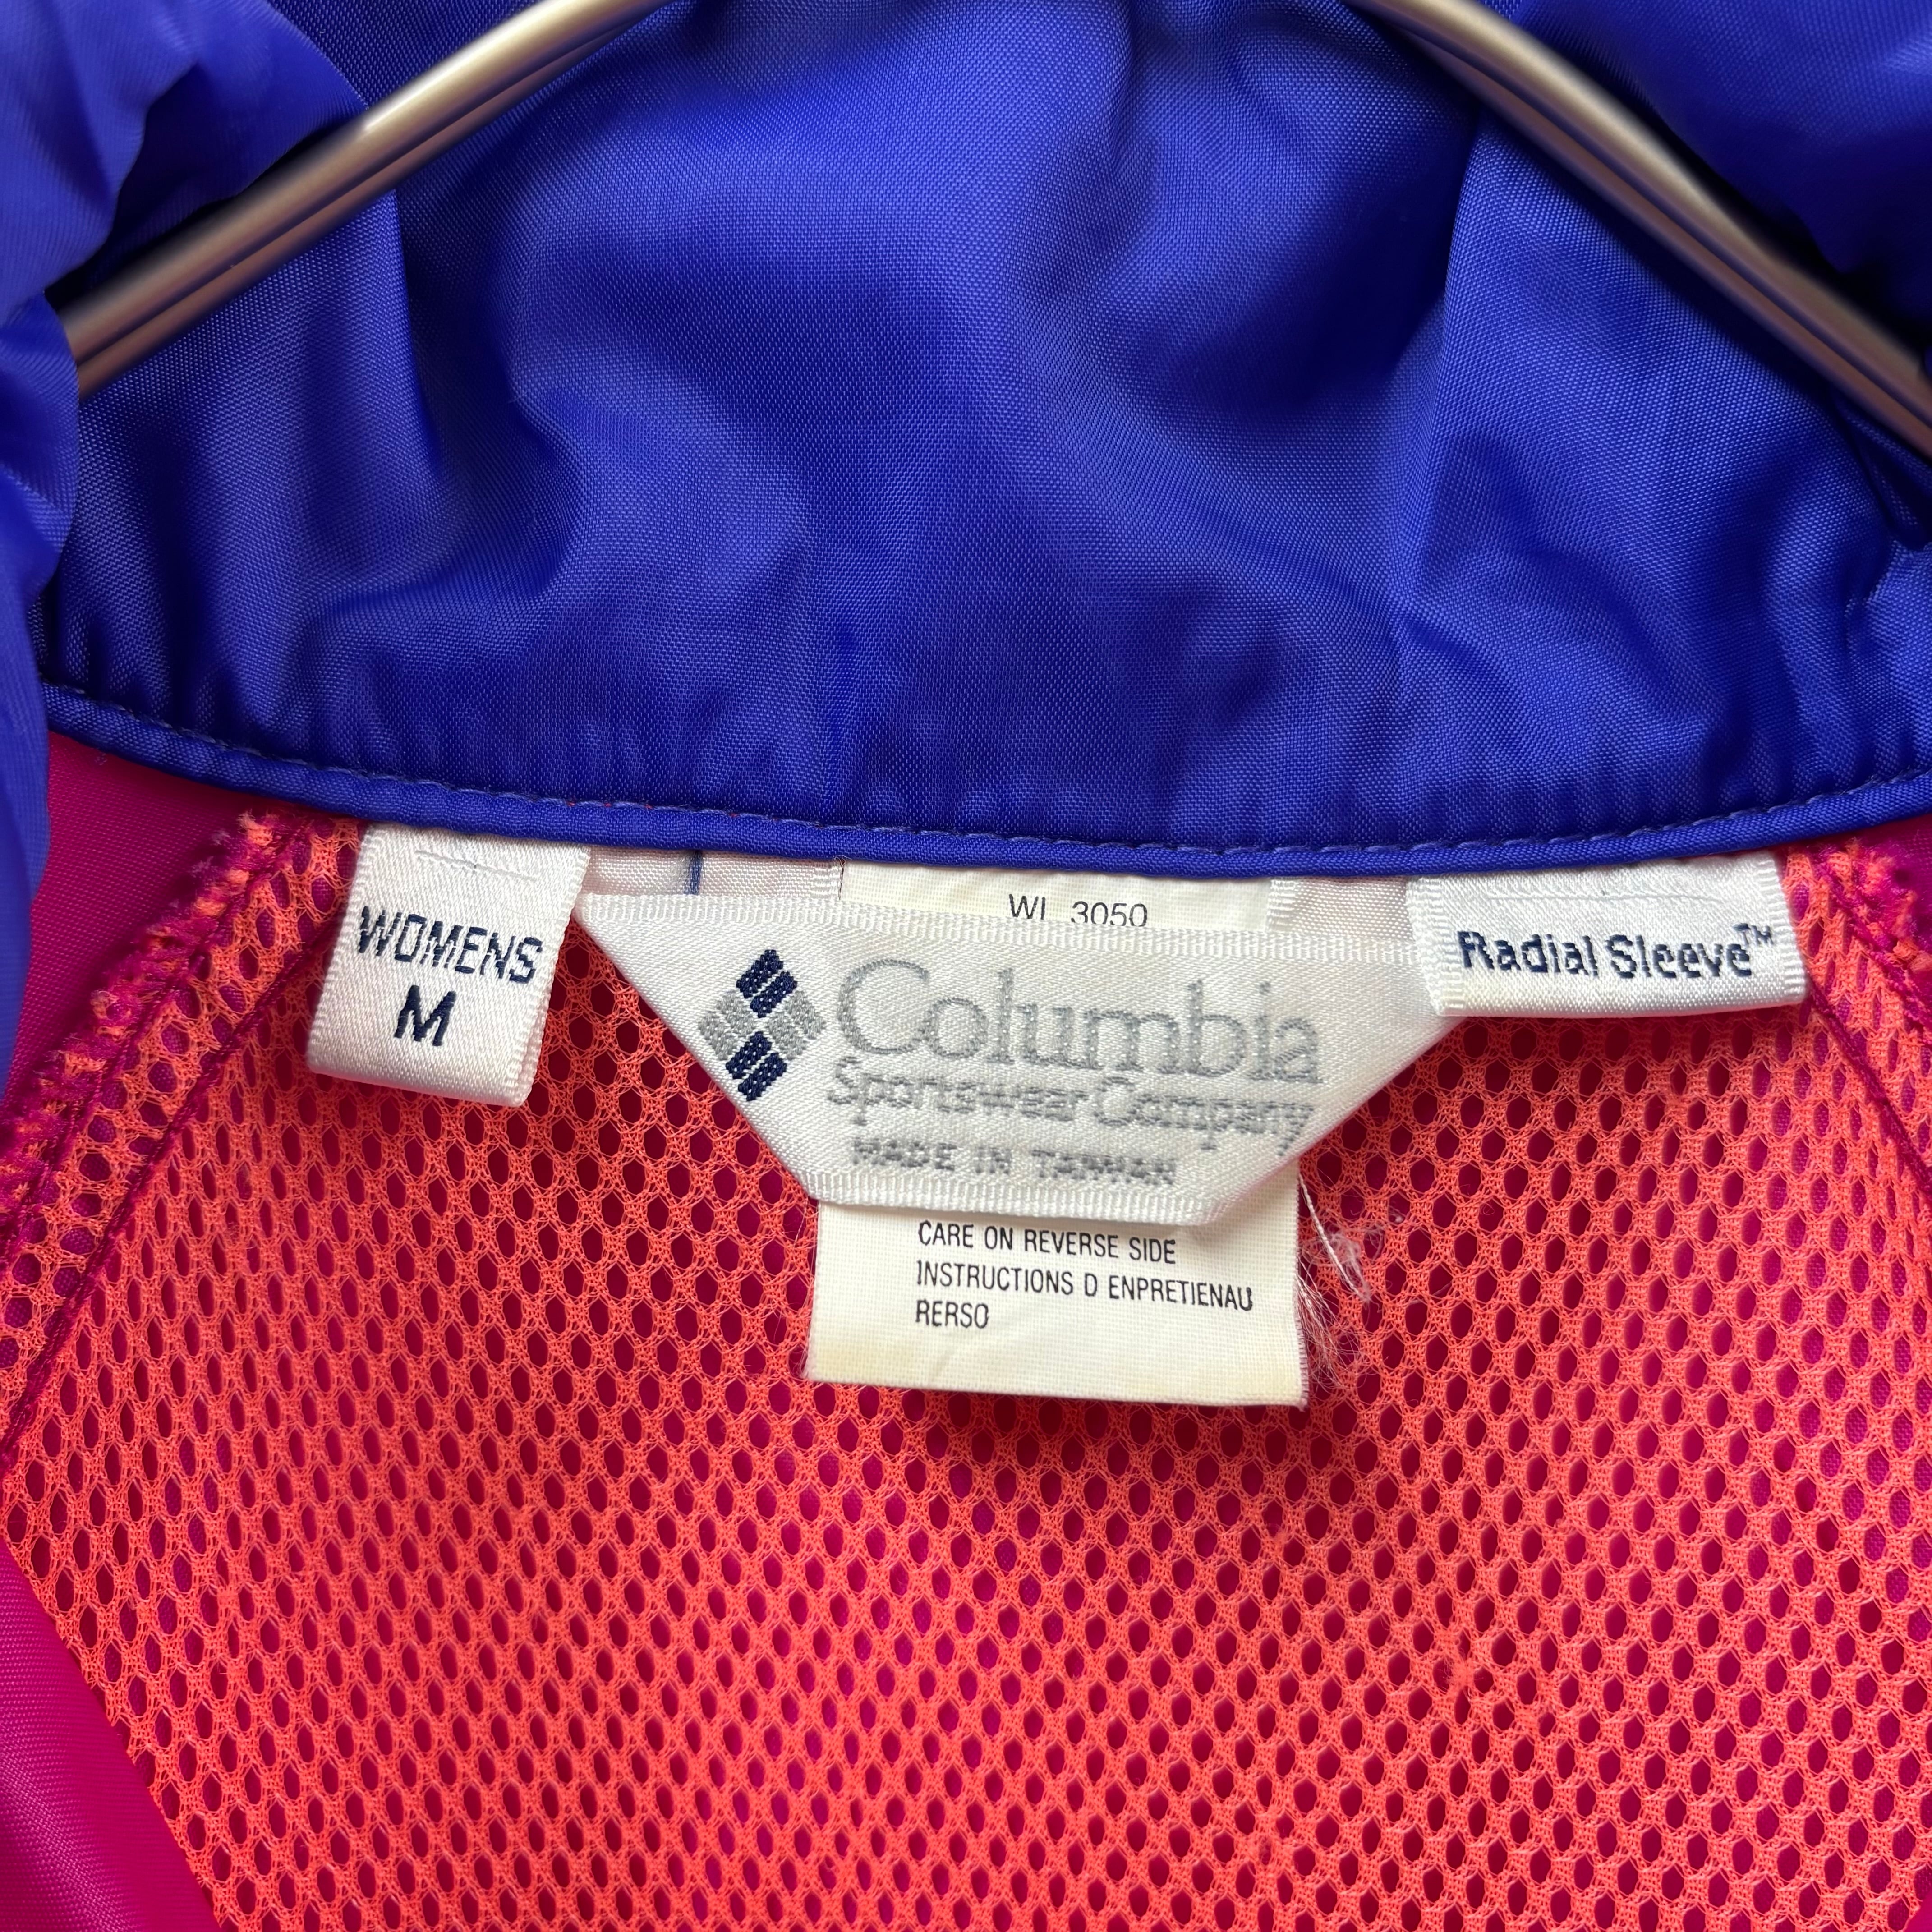 WOMENS
M
WL 3050
Columbia
Sportswear Company
MADE IN TAIWAN
Radial Sleeve™
CARE ON REVERSE SIDE
INSTRUCTIONS D ENPRETIENAU
RERSO